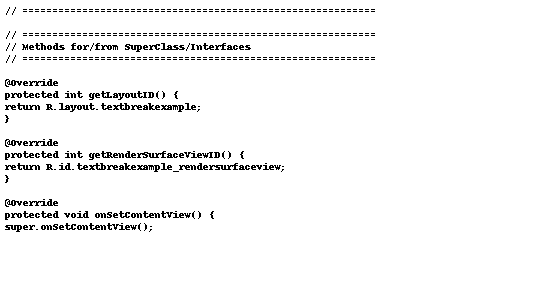 // ===========================================================
// ===========================================================
// Methods for/from SuperClass/Interfaces
// ===========================================================
@Override
protected int getLayoutID() {
return R.layout.textbreakexample;
}
@Override
protected int getRenderSurfaceViewID() {
return R.id.textbreakexample_rendersurfaceview;
}
@Override
protected void onSetContentView() {
super.onSetContentView();